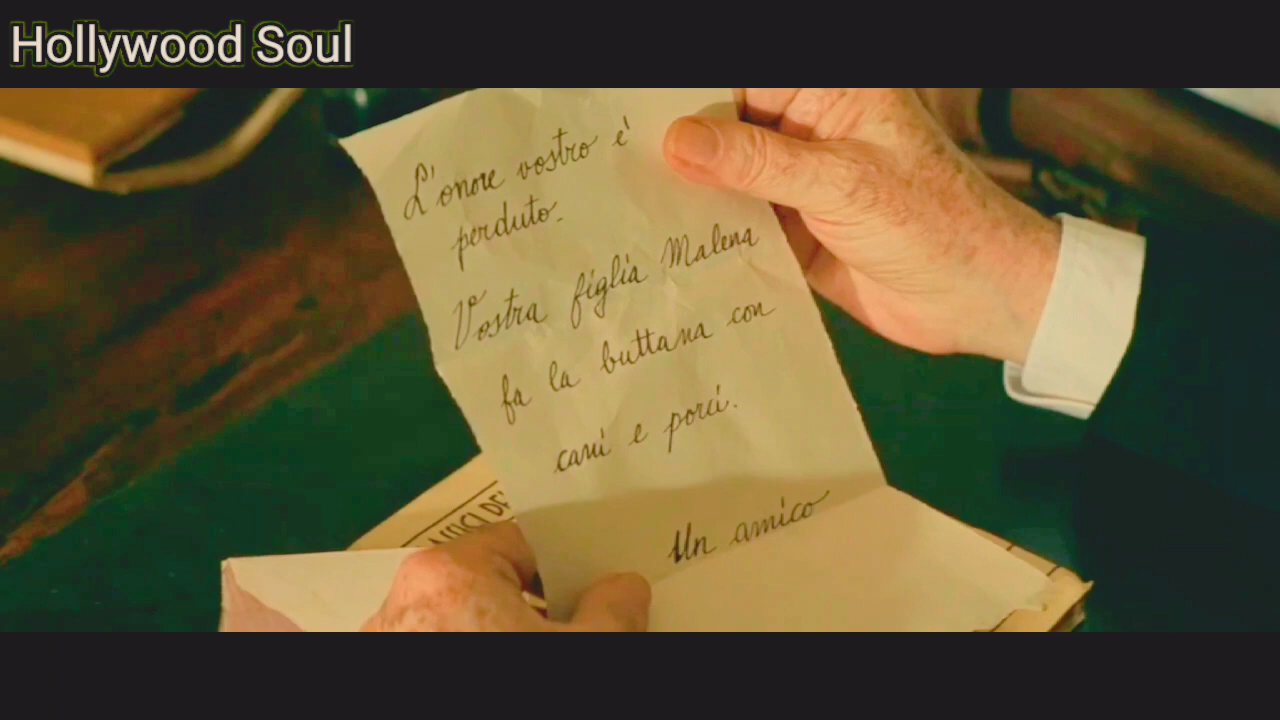 Hollywood Soul
L'onore vostro e'
perduto.
Vostra figlia Malena
fa la buttana con
cani e porci.
Un amico